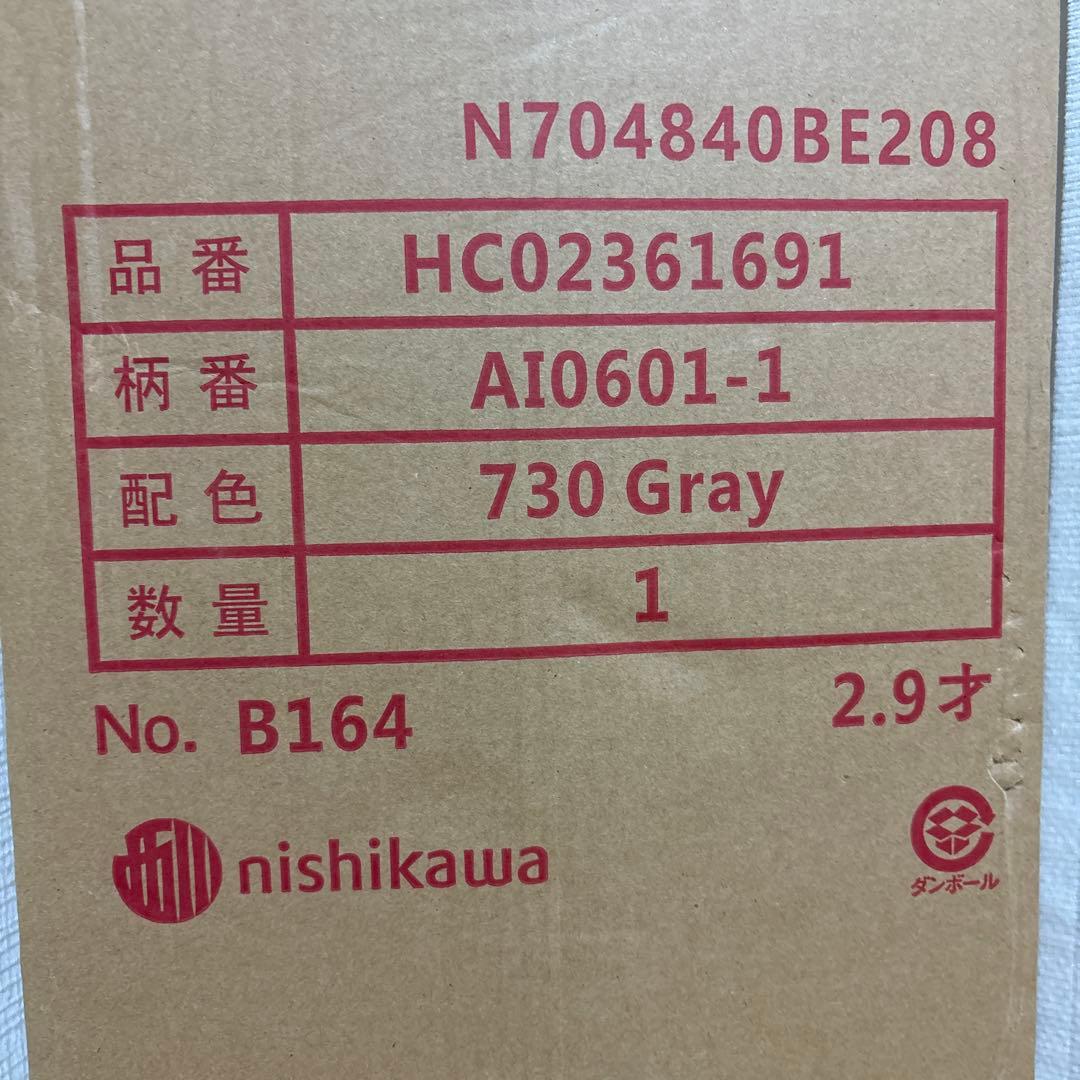 N704840BE208
品番 HC02361691
柄番 AI0601-1
配色 730 Gray
数量 1
No. B164 2.9才
nishikawa
ダンボール